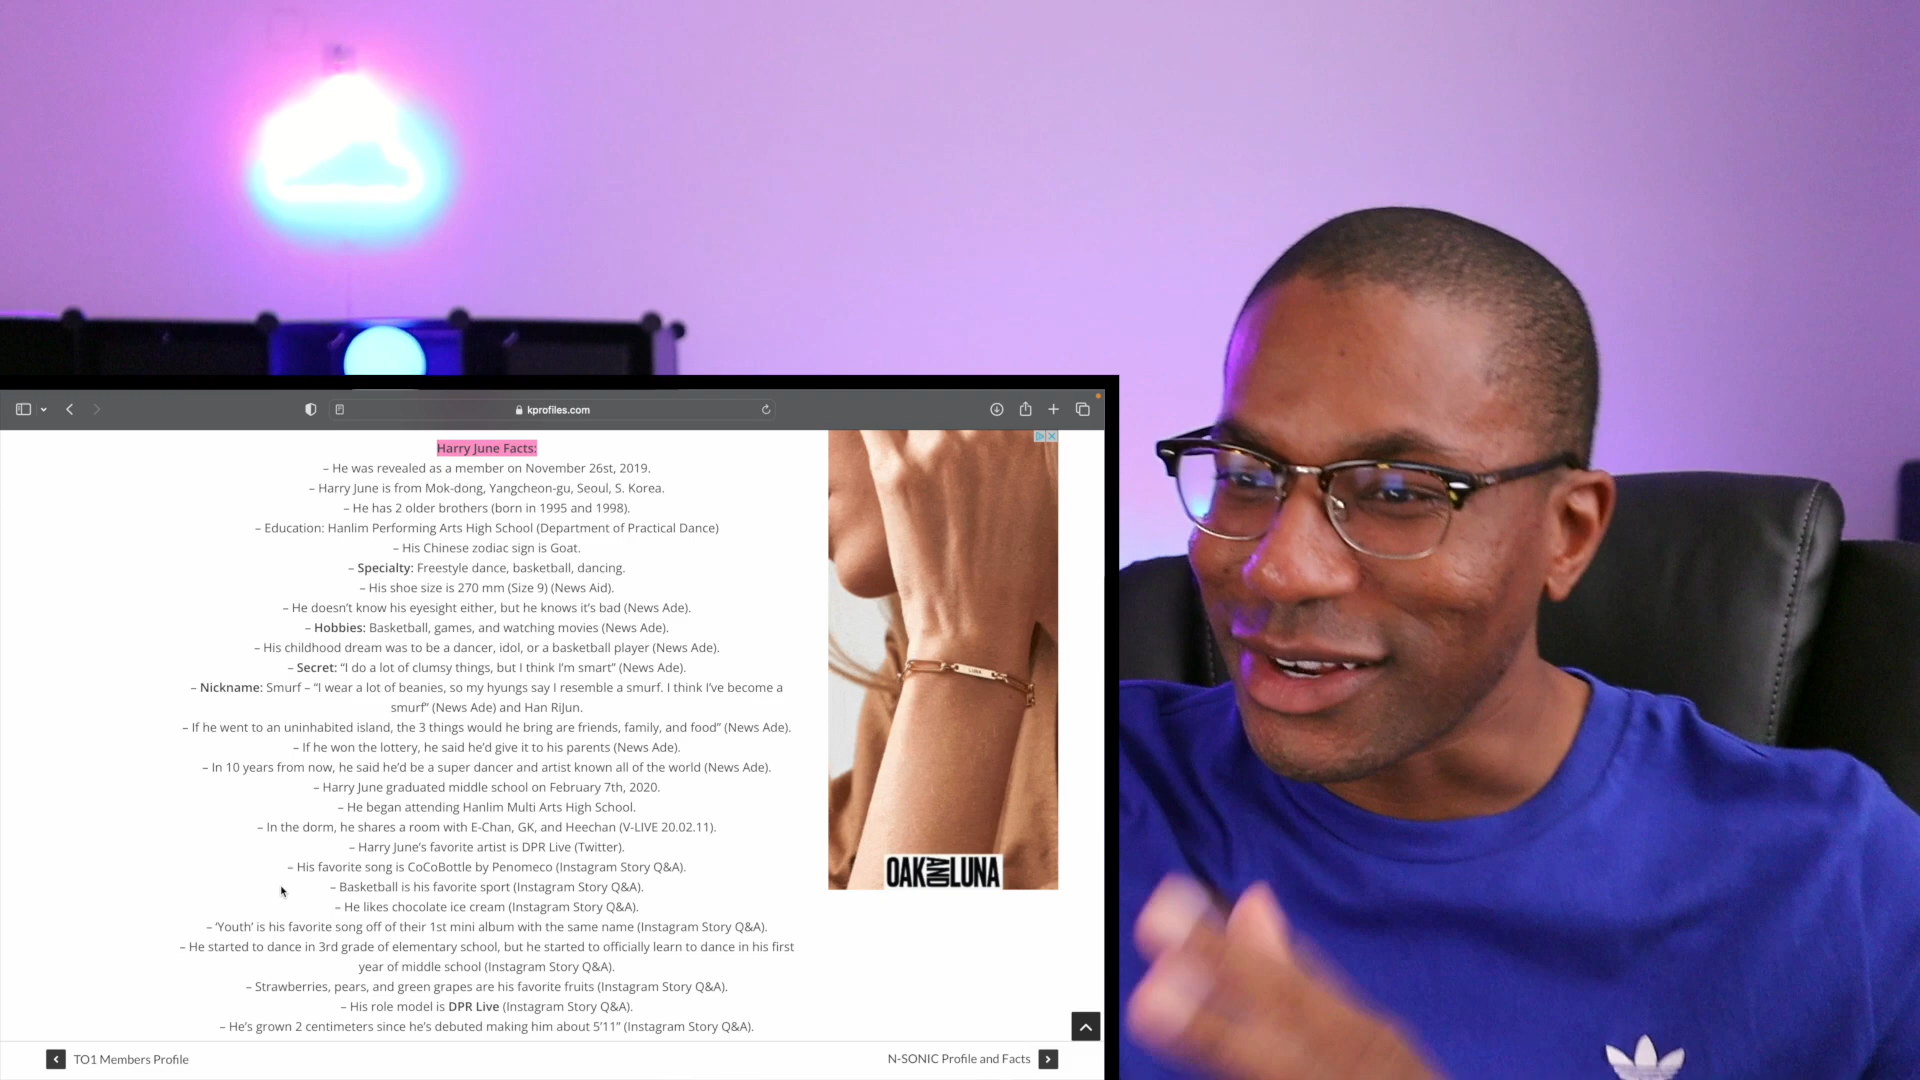 kprofiles.com
Harry June Facts:
– He was revealed as a member on November 26st, 2019.
– Harry June is from Mok-dong, Yangcheon-gu, Seoul, S. Korea.
– He has 2 older brothers (born in 1995 and 1998).
– Education: Hanlim Performing Arts High School (Department of Practical Dance)
– His Chinese zodiac sign is Goat.
– Specialty: Freestyle dance, basketball, dancing.
– His shoe size is 270 mm (Size 9) (News Aid).
– He doesn’t know his eyesight either, but he knows it’s bad (News Ade).
– Hobbies: Basketball, games, and watching movies (News Ade).
– His childhood dream was to be a dancer, idol, or a basketball player (News Ade).
– Secret: “I do a lot of clumsy things, but I think I’m smart” (News Ade).
– Nickname: Smurf – “I wear a lot of beanies, so my hyungs say I resemble a smurf. I think I’ve become a
smurf” (News Ade) and Han RiJun.
– If he went to an uninhabited island, the 3 things would he bring are friends, family, and food” (News Ade).
– If he won the lottery, he said he’d give it to his parents (News Ade).
– In 10 years from now, he said he’d be a super dancer and artist known all of the world (News Ade).
– Harry June graduated middle school on February 7th, 2020.
– He began attending Hanlim Multi Arts High School.
– In the dorm, he shares a room with E-Chan, GK, and Heechan (V-LIVE 20.02.11).
– Harry June’s favorite artist is DPR Live (Twitter).
– His favorite song is CoCoBottle by Penomeco (Instagram Story Q&A).
– Basketball is his favorite sport (Instagram Story Q&A).
– He likes chocolate ice cream (Instagram Story Q&A).
– ‘Youth’ is his favorite song off of their 1st mini album with the same name (Instagram Story Q&A).
– He started to dance in 3rd grade of elementary school, but he started to officially learn to dance in his first
year of middle school (Instagram Story Q&A).
– Strawberries, pears, and green grapes are his favorite fruits (Instagram Story Q&A).
– His role model is DPR Live (Instagram Story Q&A).
– He’s grown 2 centimeters since he’s debuted making him about 5’11” (Instagram Story Q&A).
OAK AND LUNA
TO1 Members Profile
N-SONIC Profile and Facts